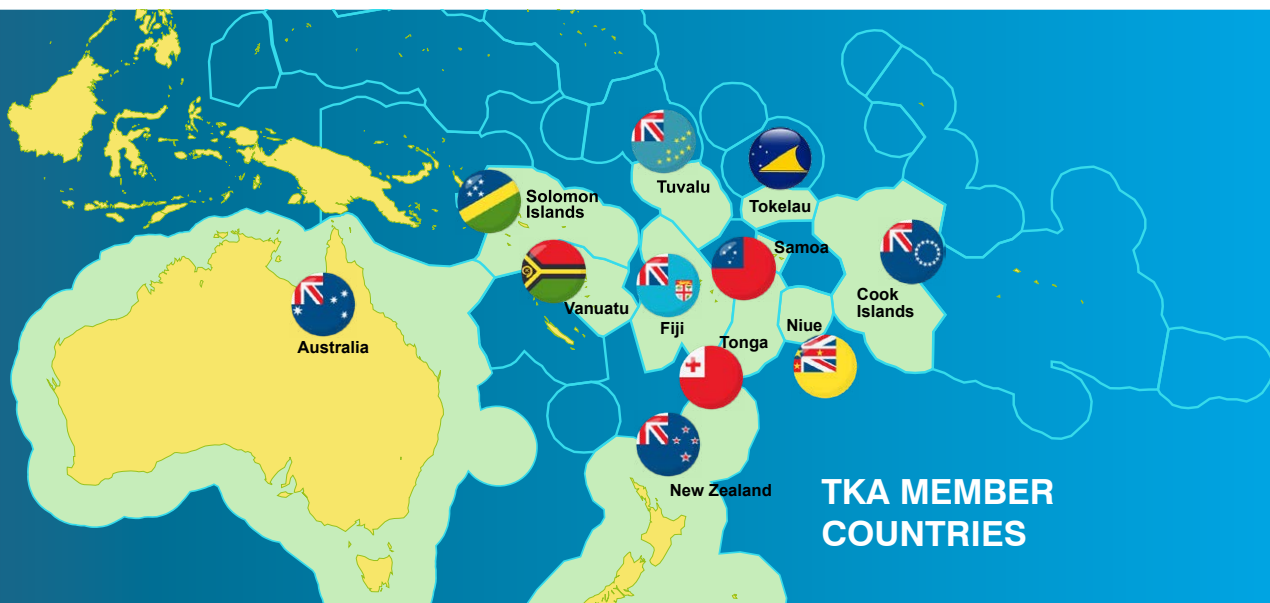 Tuvalu
Solomon
Islands
Tokelau
Samoa
Cook
Islands
Vanuatu
Fiji
Niue
Tonga
Australia
New Zealand
TKA MEMBER
COUNTRIES